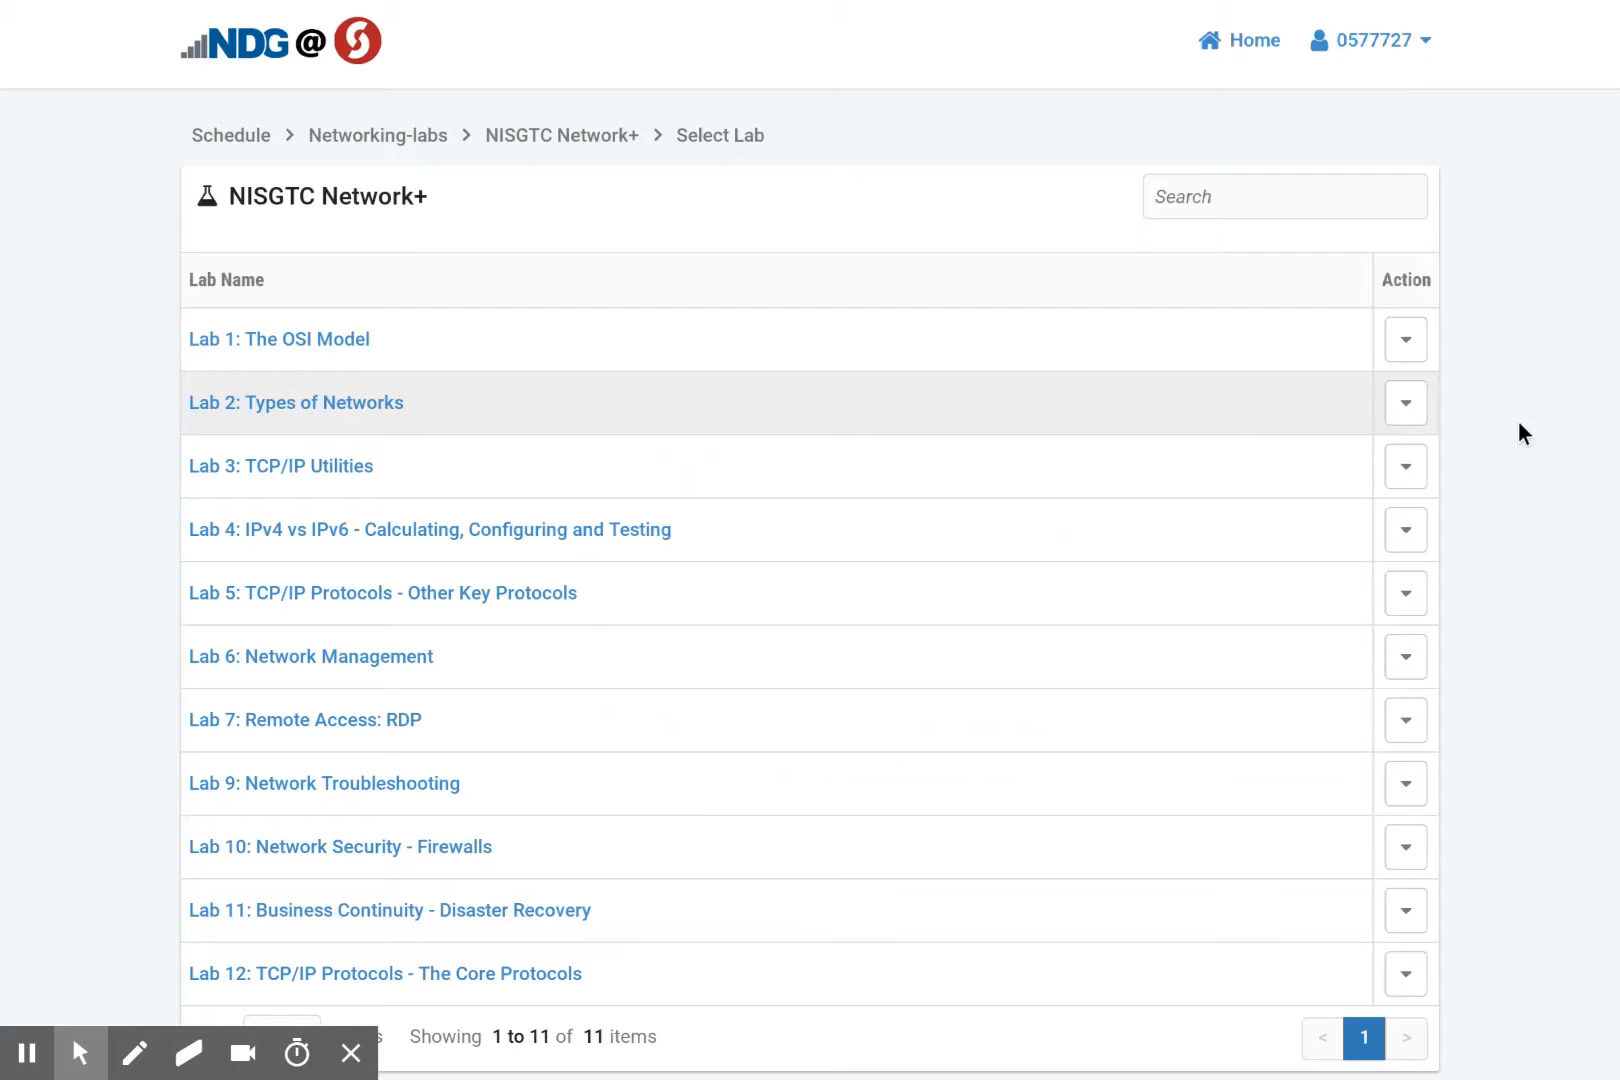 NDG @
Home
0577727
Schedule > Networking-labs > NISGTC Network+ > Select Lab
NISGTC Network+
Search
Lab Name
Action
Lab 1: The OSI Model
Lab 2: Types of Networks
Lab 3: TCP/IP Utilities
Lab 4: IPv4 vs IPv6 - Calculating, Configuring and Testing
Lab 5: TCP/IP Protocols - Other Key Protocols
Lab 6: Network Management
Lab 7: Remote Access: RDP
Lab 9: Network Troubleshooting
Lab 10: Network Security - Firewalls
Lab 11: Business Continuity - Disaster Recovery
Lab 12: TCP/IP Protocols - The Core Protocols
Showing 1 to 11 of 11 items
< 1 >